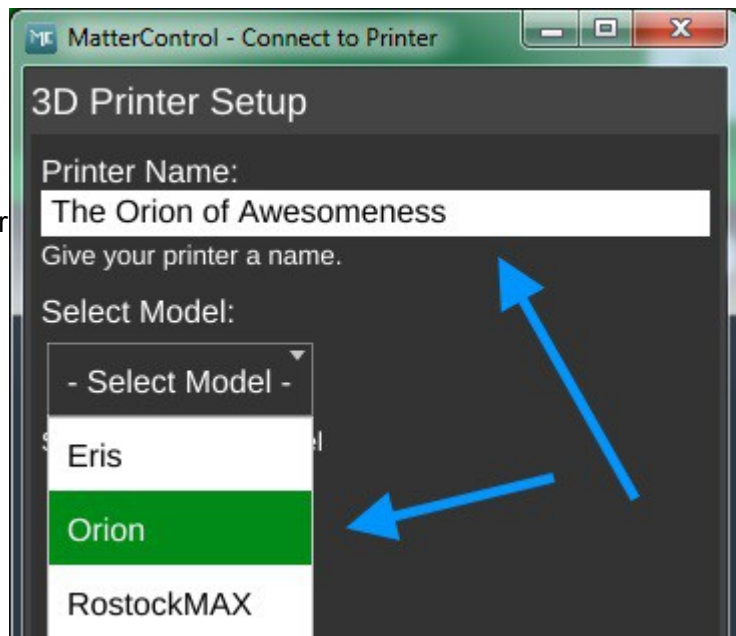 MatterControl - Connect to Printer
3D Printer Setup
Printer Name:
r
The Orion of Awesomeness
Give your printer a name.
Select Model:
- Select Model -
Eris
Orion
RostockMAX